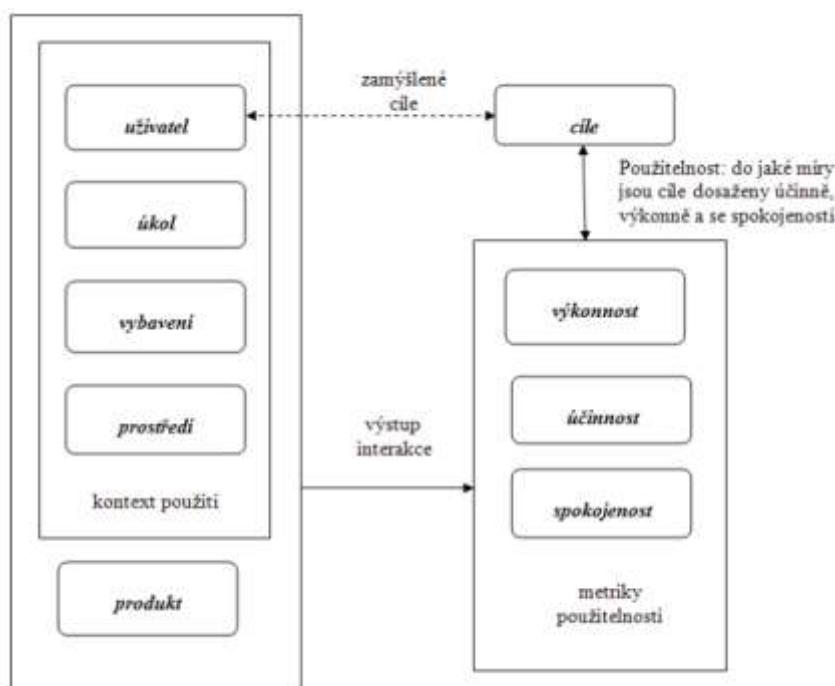 uživatel
úkol
vybavení
prostředí
kontext použití
produkt
zamýšlené
cíle
cíle
Použitelnost: do jaké míry
jsou cíle dosaženy účinně,
výkonně a se spokojeností
výstup
interakce
výkonnost
účinnost
spokojenost
metriky
použitelnosti